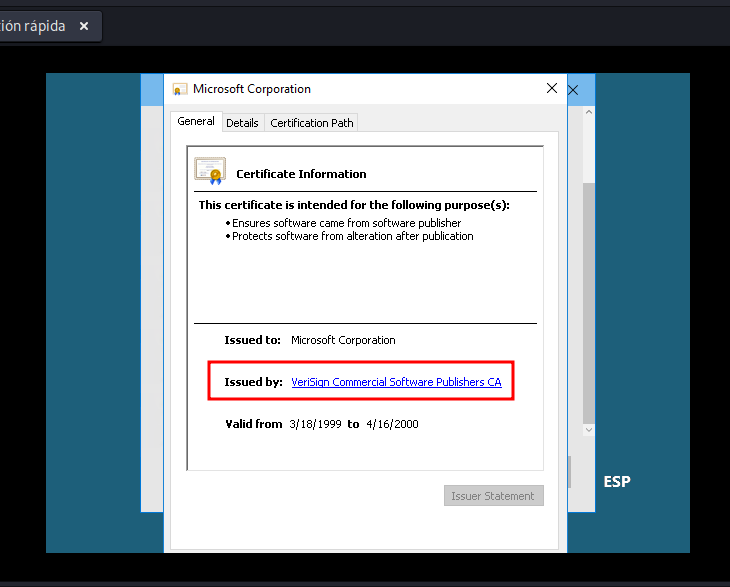 ión rápida
Microsoft Corporation
General Details Certification Path
Certificate Information
This certificate is intended for the following purpose(s):
•Ensures software came from software publisher
•Protects software from alteration after publication
Issued to: Microsoft Corporation
Issued by: VeriSign Commercial Software Publishers CA
Valid from 3/18/1999 to 4/16/2000
ESP
Issuer Statement